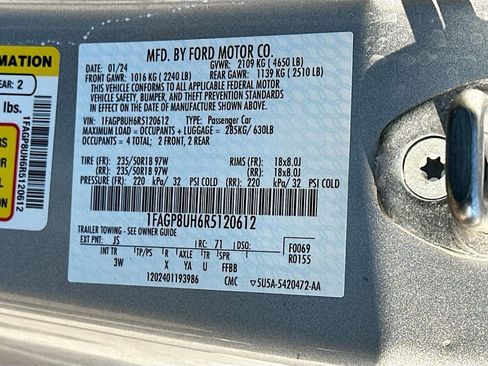 RMATION
EAR: 2
lbs.
1FAGP8UH6R5120612
MFD. BY FORD MOTOR CO.
01/24 GVWR: 2109 KG ( 4650 LB)
FRONT GAWR: 1016 KG ( 2240 LB) REAR GAWR: 1139 KG ( 2510 LB)
THIS VEHICLE CONFORMS TO ALL APPLICABLE FEDERAL MOTOR
VEHICLE SAFETY, BUMPER, AND THEFT PREVENTION STANDARDS
IN EFFECT ON THE DATE OF MANUFACTURE SHOWN ABOVE.
VIN: 1FAGP8UH6R5120612 TYPE: Passenger Car
MAXIMUM LOAD = OCCUPANTS + LUGGAGE = 285KG/ 630LB
OCCUPANTS = 4 TOTAL; 2 FRONT, 2 REAR
TIRE (FR): 235/50R18 97W RIMS (FR): 18x8.0J
(RR): 235/50R18 97W (RR): 18x8.0J
PRESSURE (FR): 220 kPa/ 32 PSI COLD (RR): 220 kPa/ 32 PSI COLD
1FAGP8UH6R5120612
TRAILER TOWING - SEE OWNER GUIDE
EXT PNT: JS RC: 71 DSO: F0069
INT TR TP/PS R AXLE TR SPR R0155
3W X YA U FFBB
1202401193986 CMC 5U5A-5420472-AA